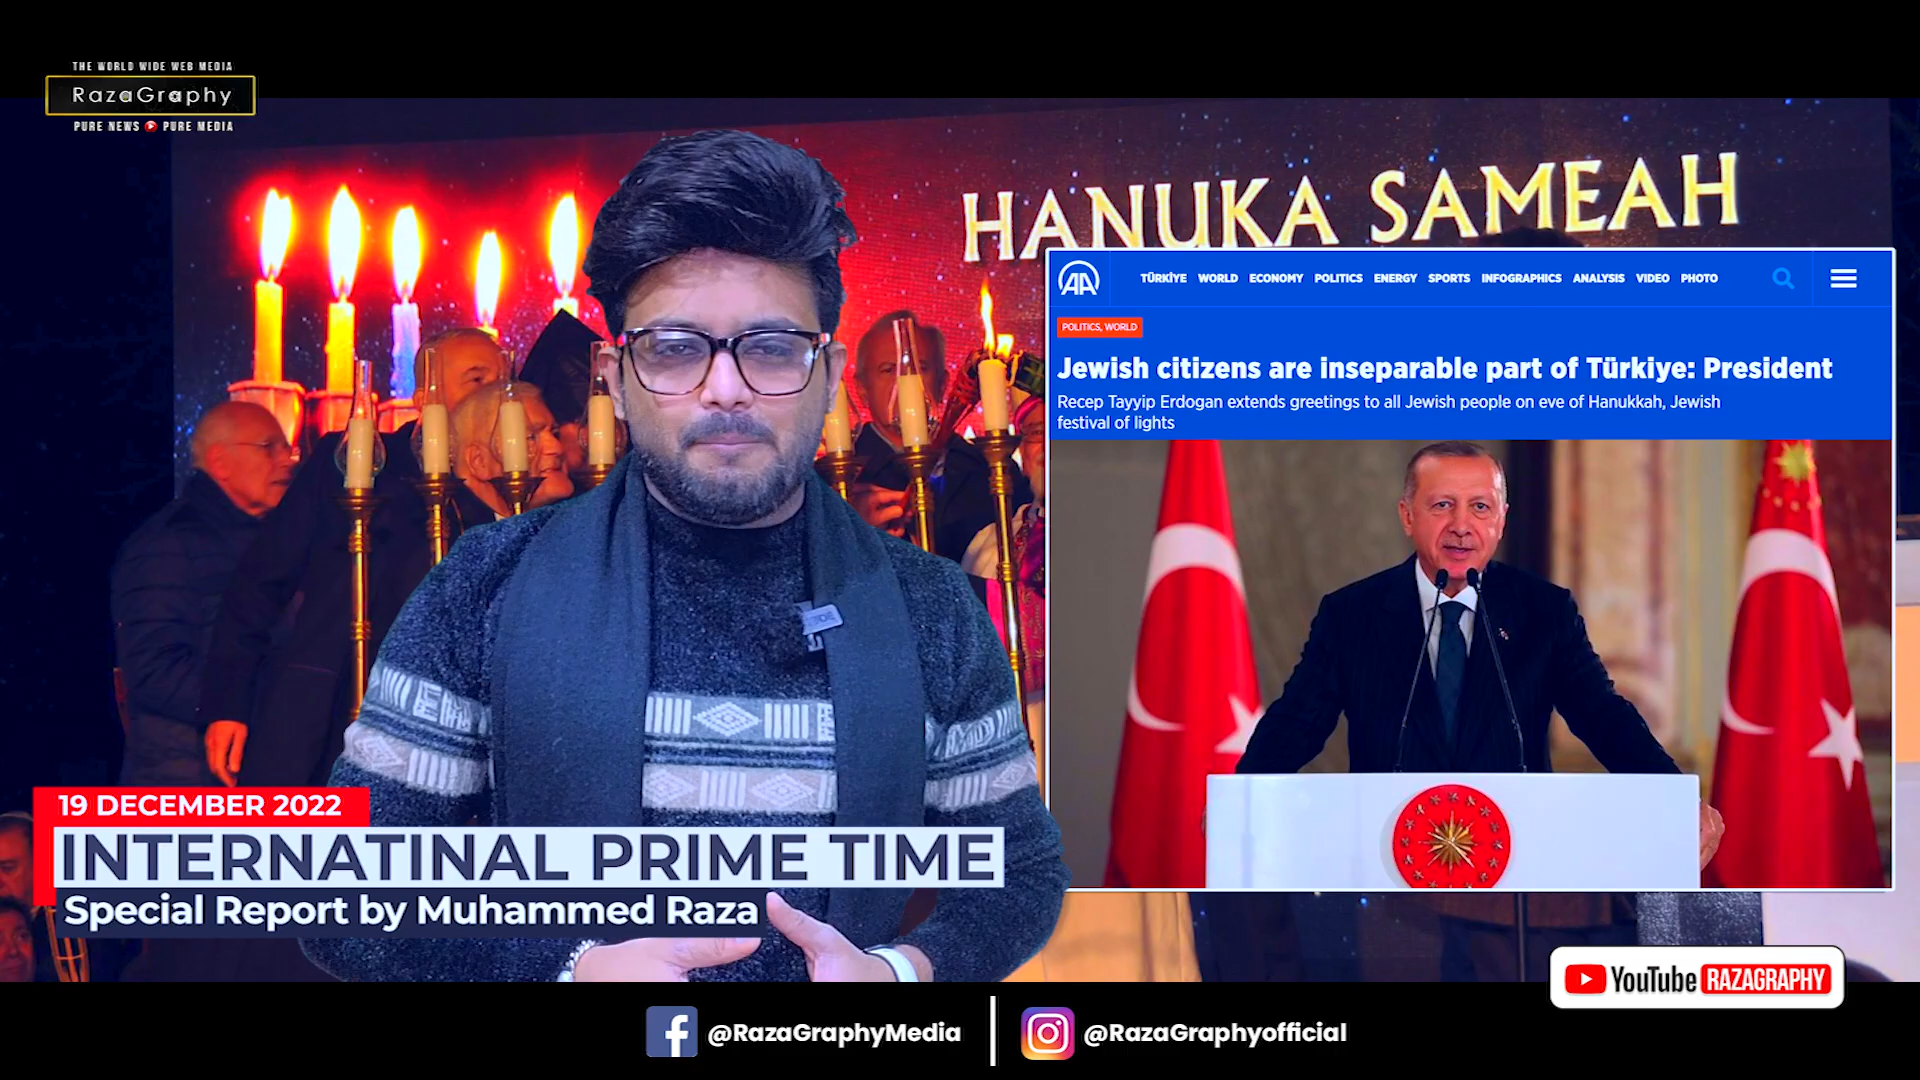 THE WORLD WIDE WEB MEDIA
RazaGraphy
PURE NEWS PURE MEDIA
HANUKA SAMEAH
AA
TÜRKİYE WORLD ECONOMY POLITICS ENERGY SPORTS INFOGRAPHICS ANALYSIS VIDEO PHOTO
POLITICS, WORLD
Jewish citizens are inseparable part of Türkiye: President
Recep Tayyip Erdogan extends greetings to all Jewish people on eve of Hanukkah, Jewish
festival of lights
19 DECEMBER 2022
INTERNATINAL PRIME TIME
Special Report by Muhammed Raza
YouTube RAZAGRAPHY
@RazaGraphyMedia
@RazaGraphyofficial